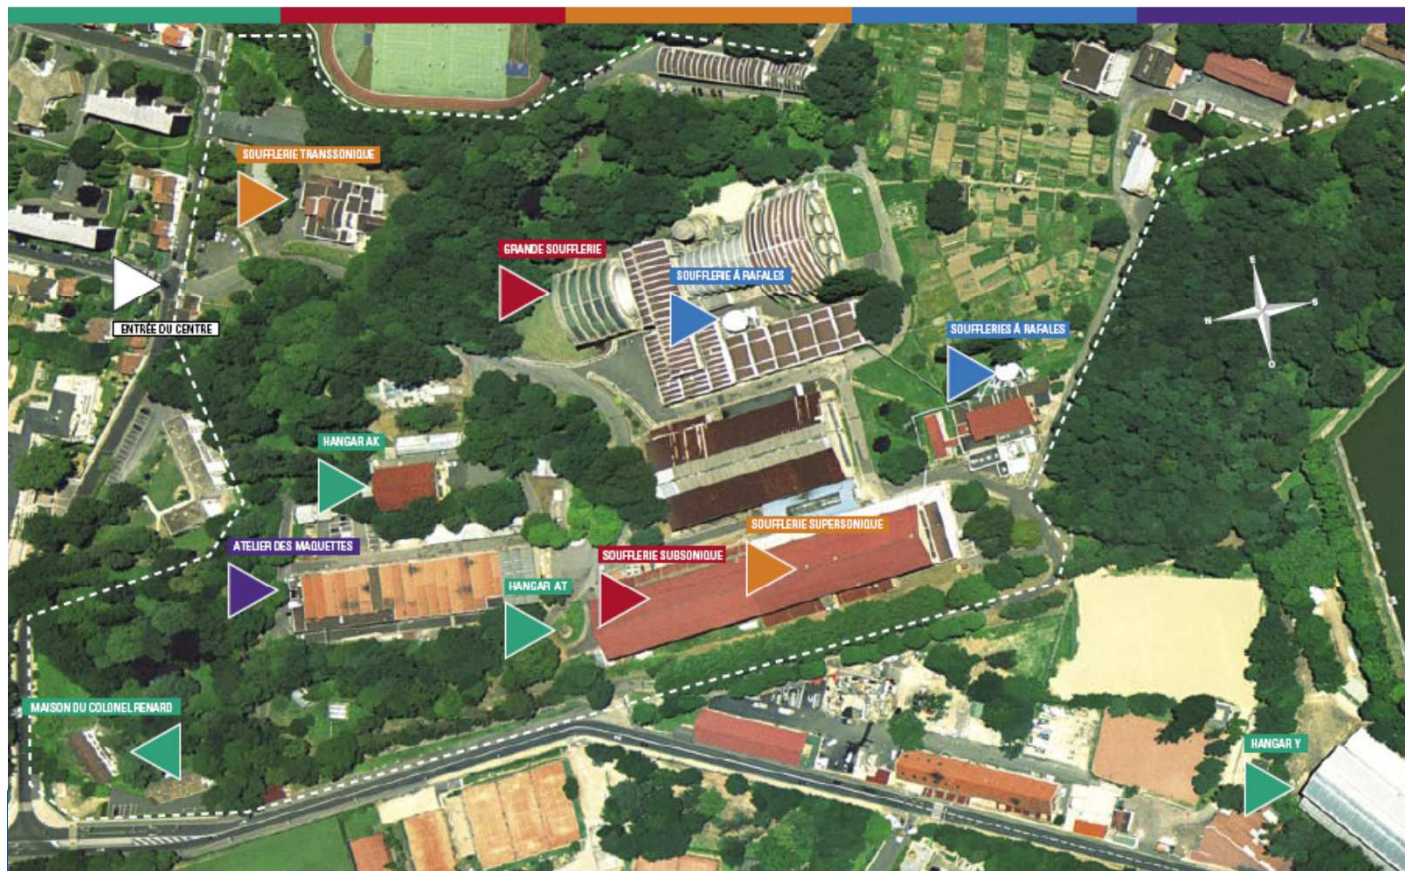 SOUFFLERIE TRANSSONIQUE
GRANDE SOUFFLERIE
SOUFFLERIE À RAFALES
ENTRÉE DU CENTRE
SOUFFLERIES À RAFALES
E
S
N
O
HANGAR AK
SOUFFLERIE SUPERSONIQUE
ATELIER DES MAQUETTES
SOUFFLERIE SUBSONIQUE
HANGAR AT
MAISON DU COLONEL RENARD
HANGAR Y